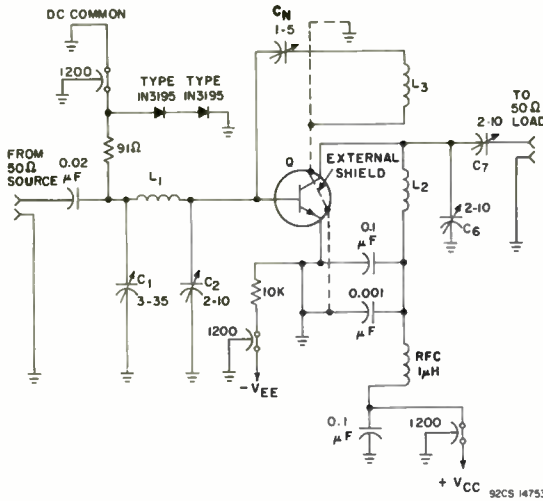 DC COMMON
C_N
1-5
1200
TYPE TYPE
1N3195 1N3195
L3
TO
50Ω
LOAD
2-10
C7
91Ω
FROM
50Ω
SOURCE
0.02
µF
L1
Q
EXTERNAL
SHIELD
L2
2-10
C6
0.1
µF
C1
3-35
C2
2-10
10K
0.001
µF
1200
-VEE
RFC
1µH
0.1
µF
1200
+ VCC
92CS 14753